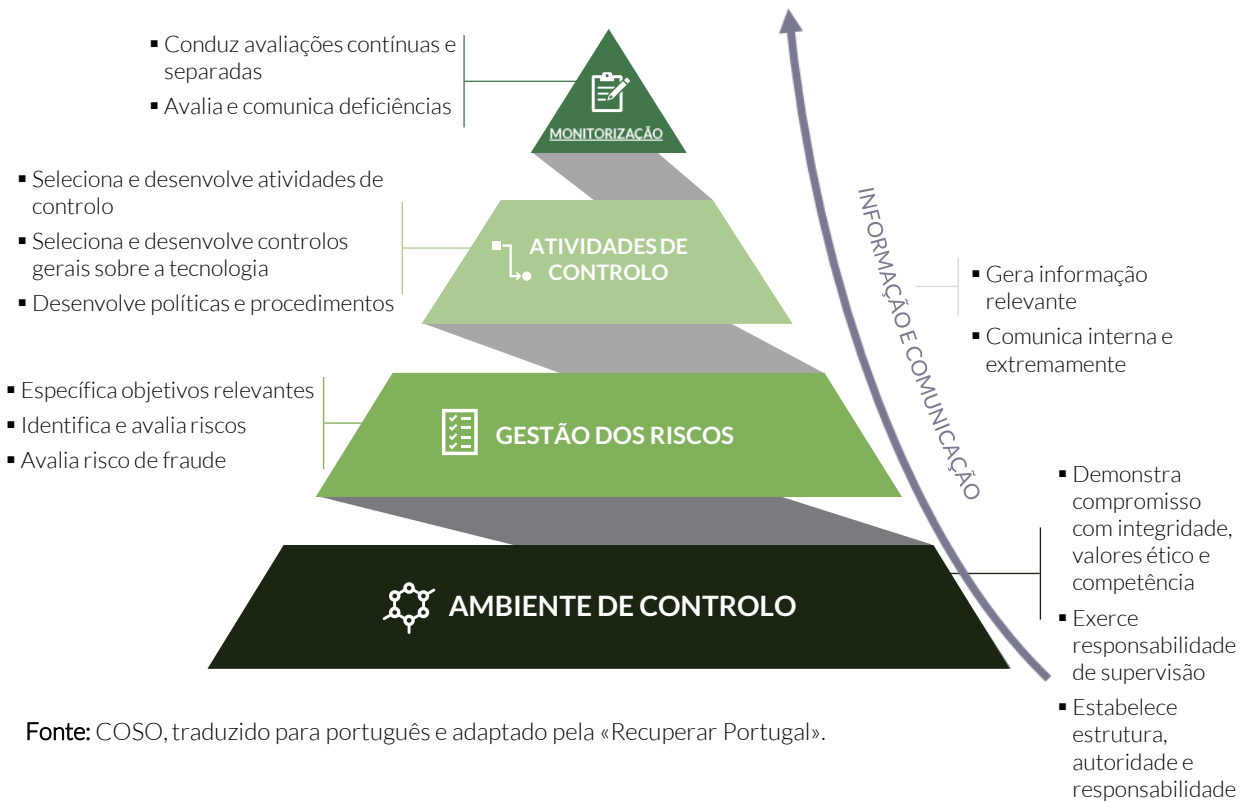 ▪ Conduz avaliações contínuas e
separadas
▪ Avalia e comunica deficiências
MONITORIZAÇÃO
▪ Seleciona e desenvolve atividades de
controlo
▪ Seleciona e desenvolve controlos
gerais sobre a tecnologia
▪ Desenvolve políticas e procedimentos
ATIVIDADES DE
CONTROLO
INFORMAÇÃO E COMUNICAÇÃO
▪ Gera informação
relevante
▪ Comunica interna e
extremamente
▪ Específica objetivos relevantes
▪ Identifica e avalia riscos
▪ Avalia risco de fraude
GESTÃO DOS RISCOS
▪ Demonstra
compromisso
com integridade,
valores ético e
competência
▪ Exerce
responsabilidade
de supervisão
▪ Estabelece
estrutura,
autoridade e
responsabilidade
AMBIENTE DE CONTROLO
Fonte: COSO, traduzido para português e adaptado pela «Recuperar Portugal».